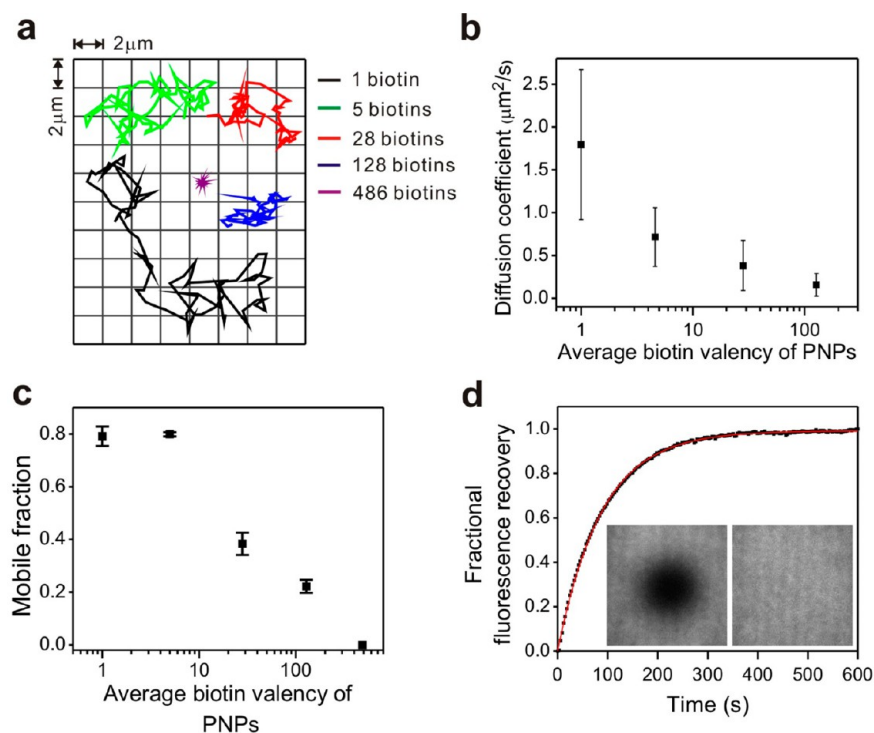 a
2μm
2μm
1 biotin
5 biotins
28 biotins
128 biotins
486 biotins
b
Diffusion coefficient (μm²/s)
2.5
2.0
1.5
1.0
0.5
0.0
1 10 100
Average biotin valency of PNPs
c
Mobile fraction
0.8
0.6
0.4
0.2
0.0
1 10 100
Average biotin valency of
PNPs
d
Fractional
fluorescence recovery
1.0
0.8
0.6
0.4
0.2
0.0
0 100 200 300 400 500 600
Time (s)